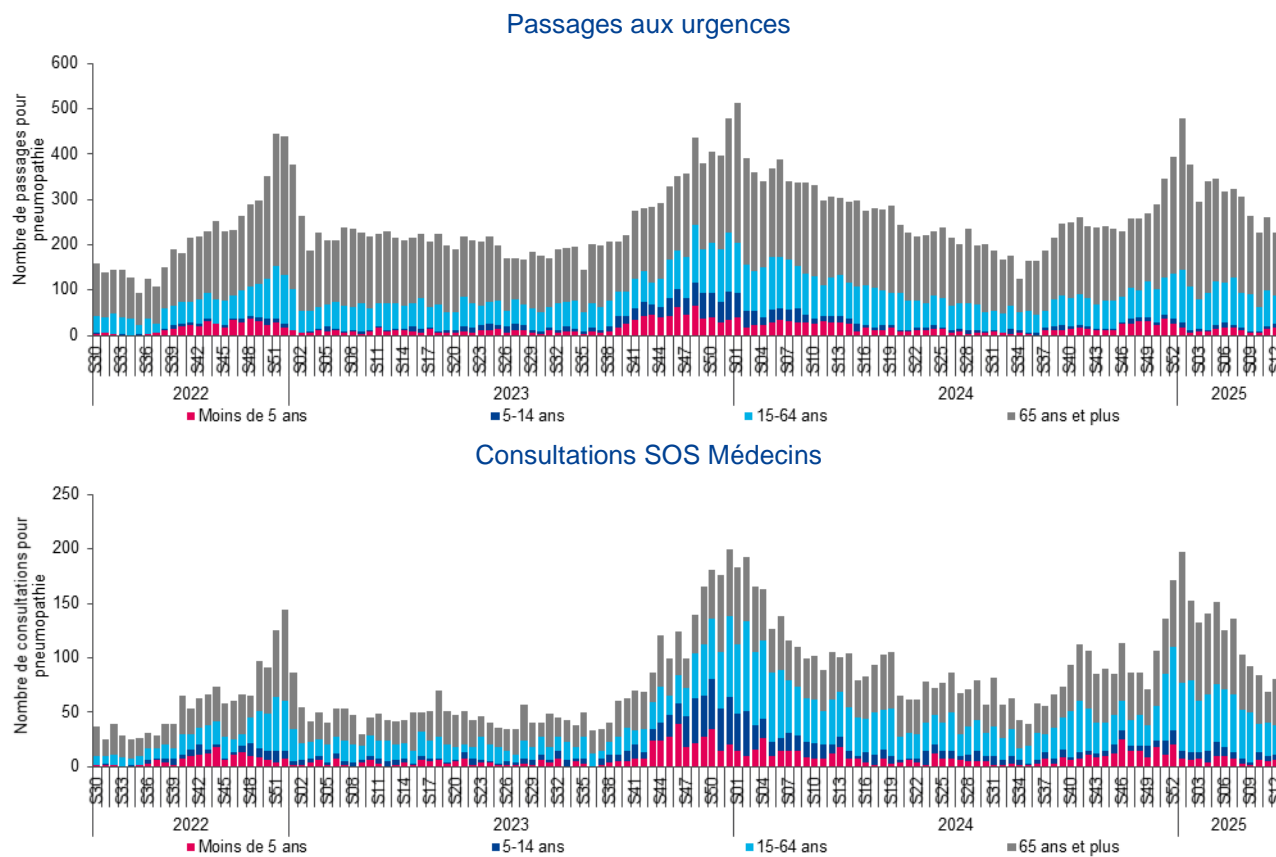 Passages aux urgences
Nombre de passages pour
pneumopathie
600
500
400
300
200
100
0
S30 S33 S36 S39 S42 S45 S48 S51 S02 S05 S08 S11 S14 S17 S20 S23 S26 S29 S32 S35 S38 S41 S44 S47 S50 S01 S04 S07 S10 S13 S16 S19 S22 S25 S28 S31 S34 S37 S40 S43 S46 S49 S52 S03 S06 S09 S12
2022 2023 2024 2025
Moins de 5 ans 5-14 ans 15-64 ans 65 ans et plus
Consultations SOS Médecins
Nombre de consultations pour
pneumopathie
250
200
150
100
50
0
S30 S33 S36 S39 S42 S45 S48 S51 S02 S05 S08 S11 S14 S17 S20 S23 S26 S29 S32 S35 S38 S41 S44 S47 S50 S01 S04 S07 S10 S13 S16 S19 S22 S25 S28 S31 S34 S37 S40 S43 S46 S49 S52 S03 S06 S09 S12
2022 2023 2024 2025
Moins de 5 ans 5-14 ans 15-64 ans 65 ans et plus